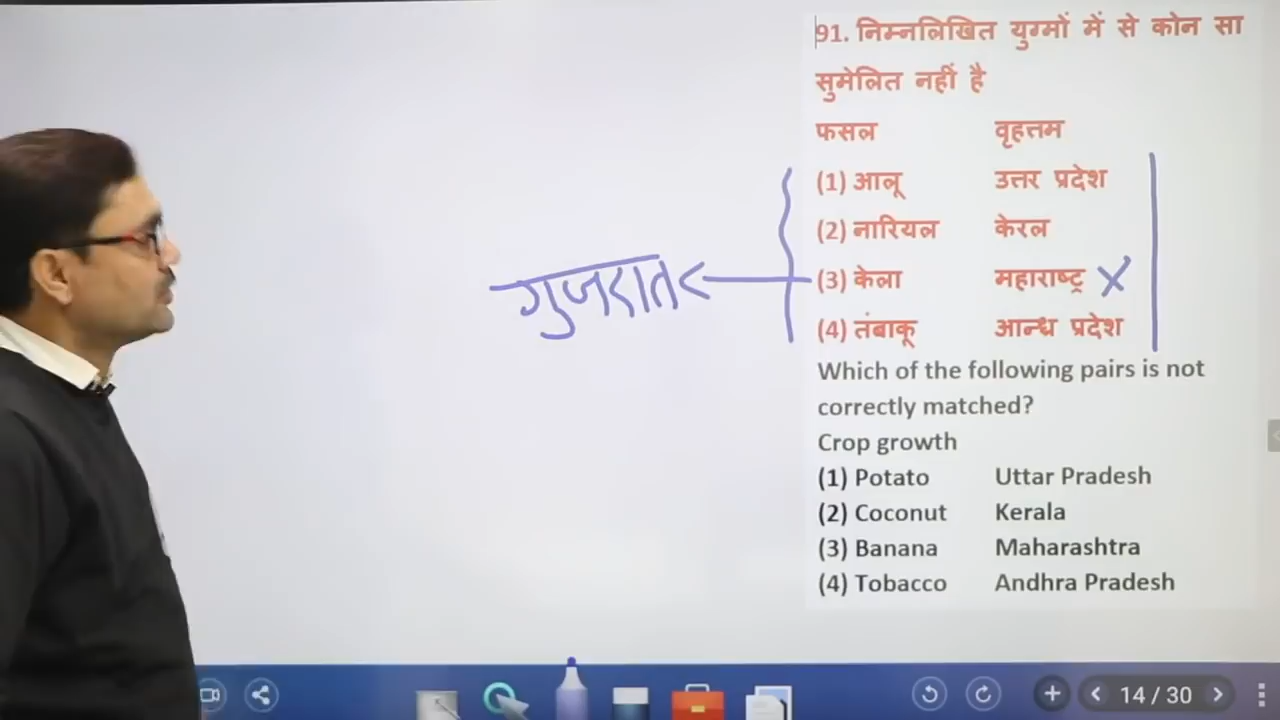 91. निम्नलिखित युग्मों में से कोन सा
सुमेलित नहीं है
फसल वृहत्तम
(1) आलू उत्तर प्रदेश
(2) नारियल केरल
(3) केला महाराष्ट्र X
(4) तंबाकू आन्ध प्रदेश
गुजरात
Which of the following pairs is not
correctly matched?
Crop growth
(1) Potato Uttar Pradesh
(2) Coconut Kerala
(3) Banana Maharashtra
(4) Tobacco Andhra Pradesh
14 / 30